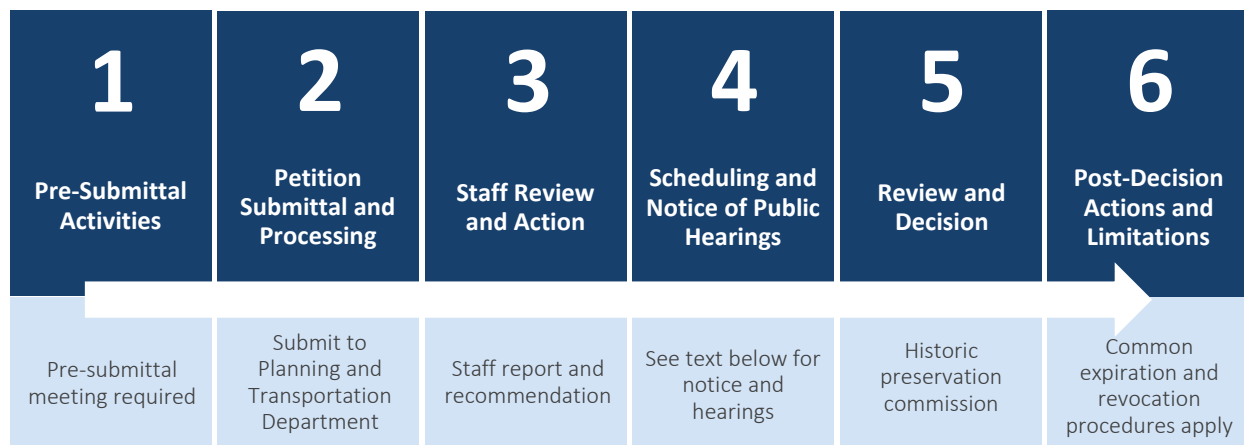 1
Pre-Submittal
Activities
Pre-submittal
meeting required
2
Petition
Submittal and
Processing
Submit to
Planning and
Transportation
Department
3
Staff Review
and Action
Staff report and
recommendation
4
Scheduling and
Notice of Public
Hearings
See text below for
notice and
hearings
5
Review and
Decision
Historic
preservation
commission
6
Post-Decision
Actions and
Limitations
Common
expiration and
revocation
procedures apply